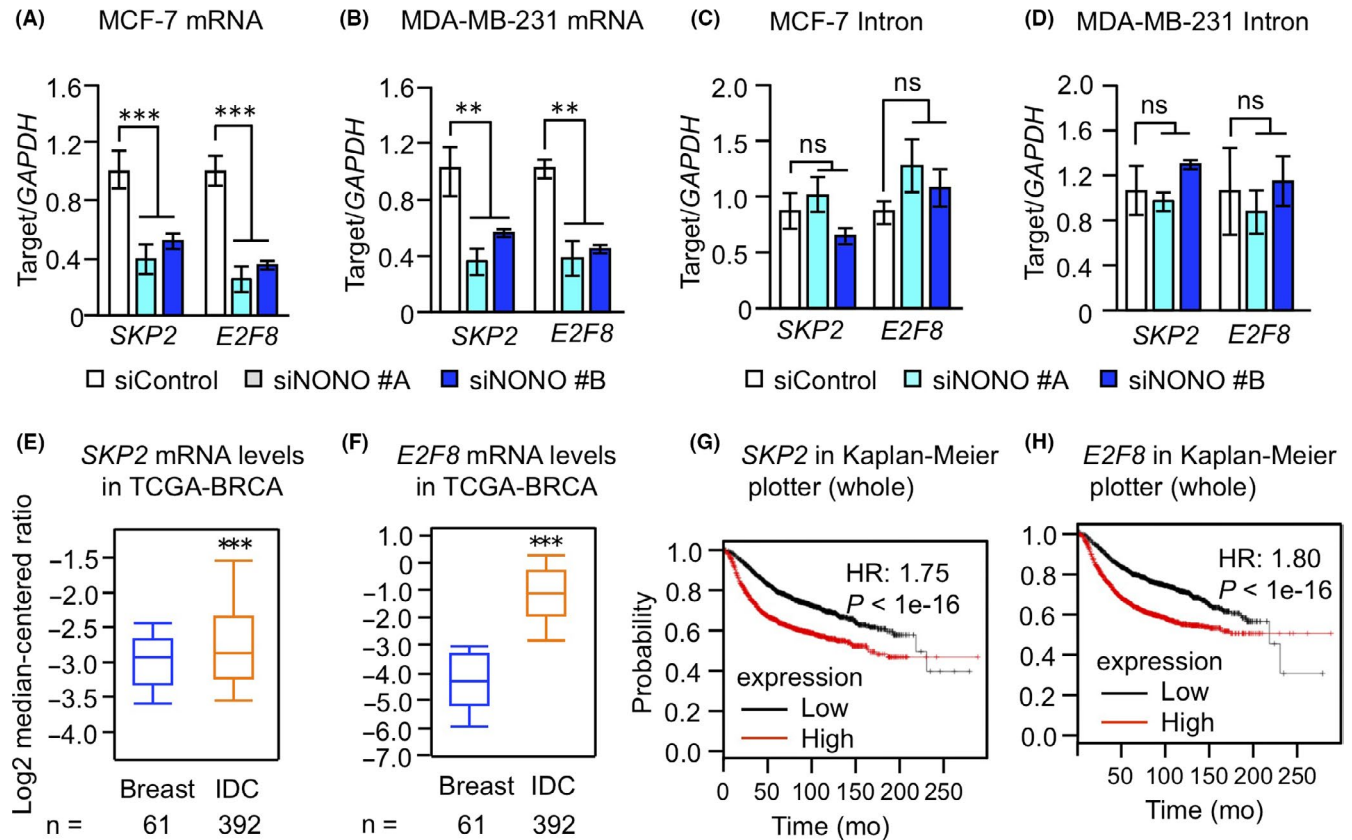 (A) MCF-7 mRNA
Target/GAPDH
1.6
1.2
0.8
0.4
0
***
***
SKP2 E2F8
(B) MDA-MB-231 mRNA
Target/GAPDH
1.6
1.2
0.8
0.4
0
**
**
SKP2 E2F8
(C) MCF-7 Intron
Target/GAPDH
2.0
1.5
1.0
0.5
0
ns
ns
SKP2 E2F8
(D) MDA-MB-231 Intron
Target/GAPDH
2.0
1.6
1.2
0.8
0.4
0
ns
ns
SKP2 E2F8
siControl siNONO #A siNONO #B
siControl siNONO #A siNONO #B
(E) SKP2 mRNA levels
in TCGA-BRCA
Log2 median-centered ratio
−1.5
−2.0
−2.5
−3.0
−3.5
−4.0
***
Breast IDC
n = 61 392
(F) E2F8 mRNA levels
in TCGA-BRCA
1.0
0
−1.0
−2.0
−3.0
−4.0
−5.0
−6.0
−7.0
***
Breast IDC
n = 61 392
(G) SKP2 in Kaplan-Meier
plotter (whole)
Probability
1.0
0.8
0.6
0.4
0.2
0.0
HR: 1.75
P < 1e-16
expression
Low
High
0 50 100 150 200 250
Time (mo)
(H) E2F8 in Kaplan-Meier
plotter (whole)
1.0
0.8
0.6
0.4
0.2
0.0
HR: 1.80
P < 1e-16
expression
Low
High
50 100 150 200 250
Time (mo)